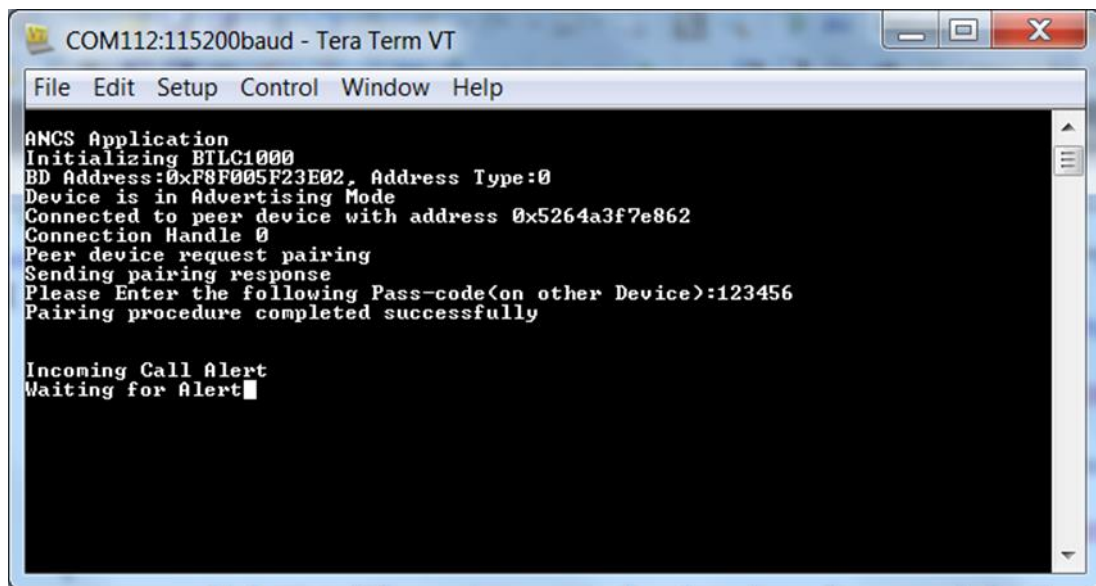 COM112:115200baud - Tera Term VT
File Edit Setup Control Window Help
ANCS Application
Initializing BTLC1000
BD Address:0xF8F005F23E02, Address Type:0
Device is in Advertising Mode
Connected to peer device with address 0x5264a3f7e862
Connection Handle 0
Peer device request pairing
Sending pairing response
Please Enter the following Pass-code(on other Device):123456
Pairing procedure completed successfully
Incoming Call Alert
Waiting for Alert